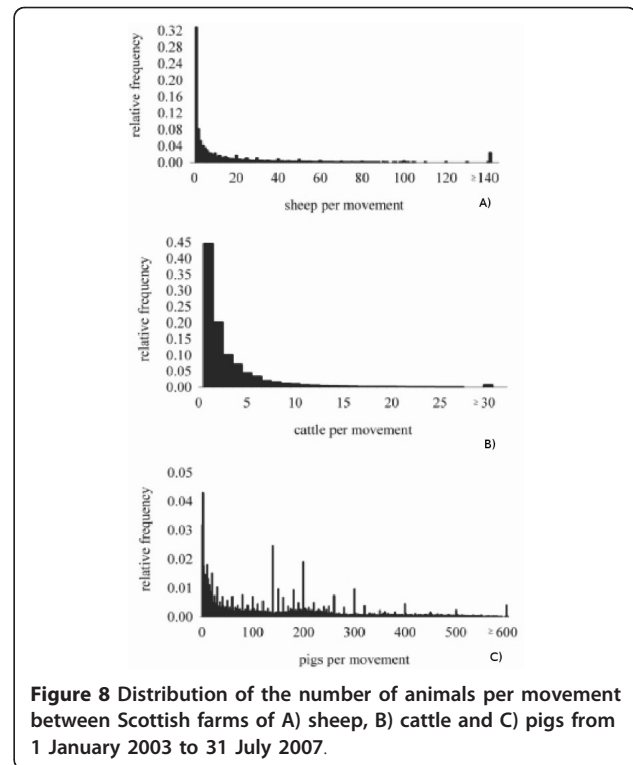 0.32
0.28
0.24
0.20
0.16
0.12
0.08
0.04
0.00
relative frequency
0 20 40 60 80 100 120 ≥140
sheep per movement
A)
0.45
0.40
0.35
0.30
0.25
0.20
0.15
0.10
0.05
0.00
relative frequency
0 5 10 15 20 25 ≥30
cattle per movement
B)
0.05
0.04
0.03
0.02
0.01
0.00
relative frequency
0 100 200 300 400 500 ≥600
pigs per movement
C)
Figure 8 Distribution of the number of animals per movement
between Scottish farms of A) sheep, B) cattle and C) pigs from
1 January 2003 to 31 July 2007.